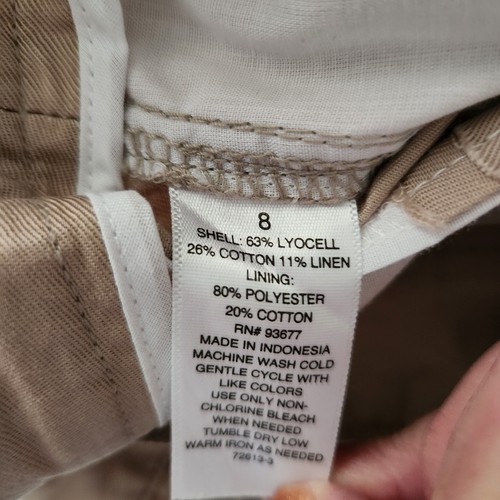 8
SHELL: 63% LYOCELL
26% COTTON 11% LINEN
LINING:
80% POLYESTER
20% COTTON
RN# 93677
MADE IN INDONESIA
MACHINE WASH COLD
GENTLE CYCLE WITH
LIKE COLORS
USE ONLY NON-
CHLORINE BLEACH
WHEN NEEDED
TUMBLE DRY LOW
WARM IRON AS NEEDED